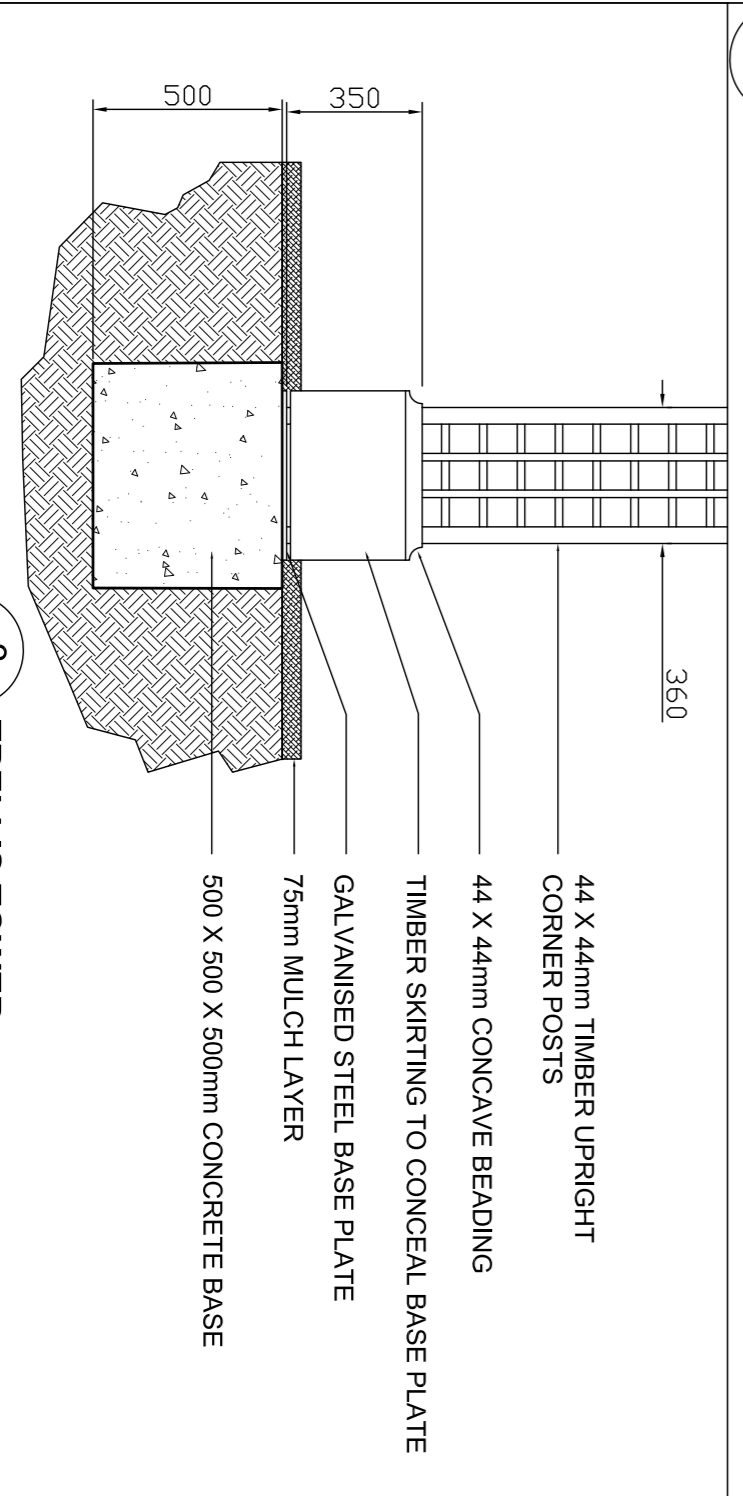 500
350
360
44 X 44mm TIMBER UPRIGHT
CORNER POSTS
44 X 44mm CONCAVE BEADING
TIMBER SKIRTING TO CONCEAL BASE PLATE
GALVANISED STEEL BASE PLATE
75mm MULCH LAYER
500 X 500 X 500mm CONCRETE BASE